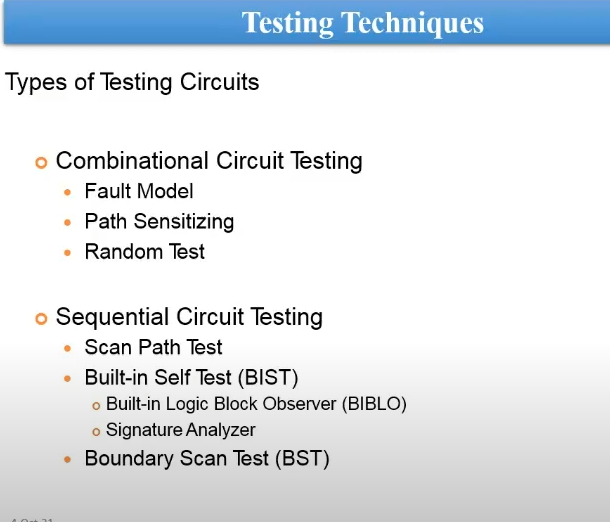 Testing Techniques
Types of Testing Circuits
Combinational Circuit Testing
Fault Model
Path Sensitizing
Random Test
Sequential Circuit Testing
Scan Path Test
Built-in Self Test (BIST)
Built-in Logic Block Observer (BIBLO)
Signature Analyzer
Boundary Scan Test (BST)